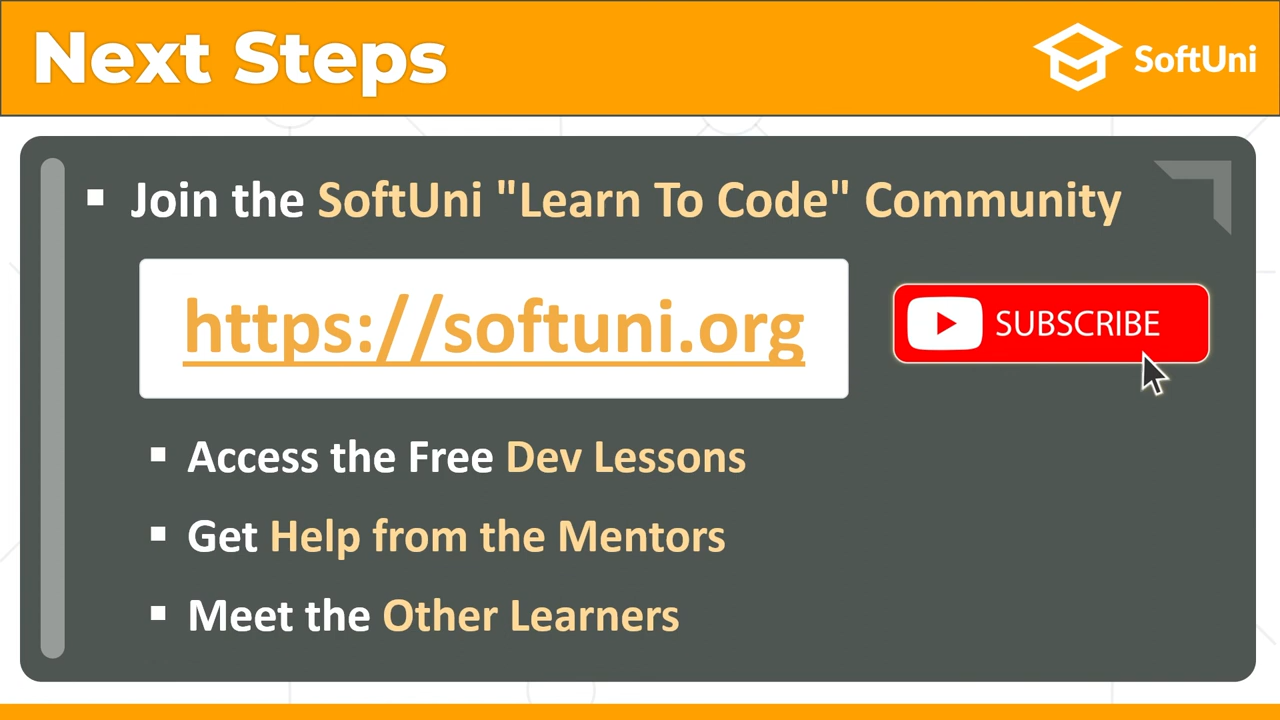 Next Steps
SoftUni
▪ Join the SoftUni "Learn To Code" Community
https://softuni.org
SUBSCRIBE
▪ Access the Free Dev Lessons
▪ Get Help from the Mentors
▪ Meet the Other Learners